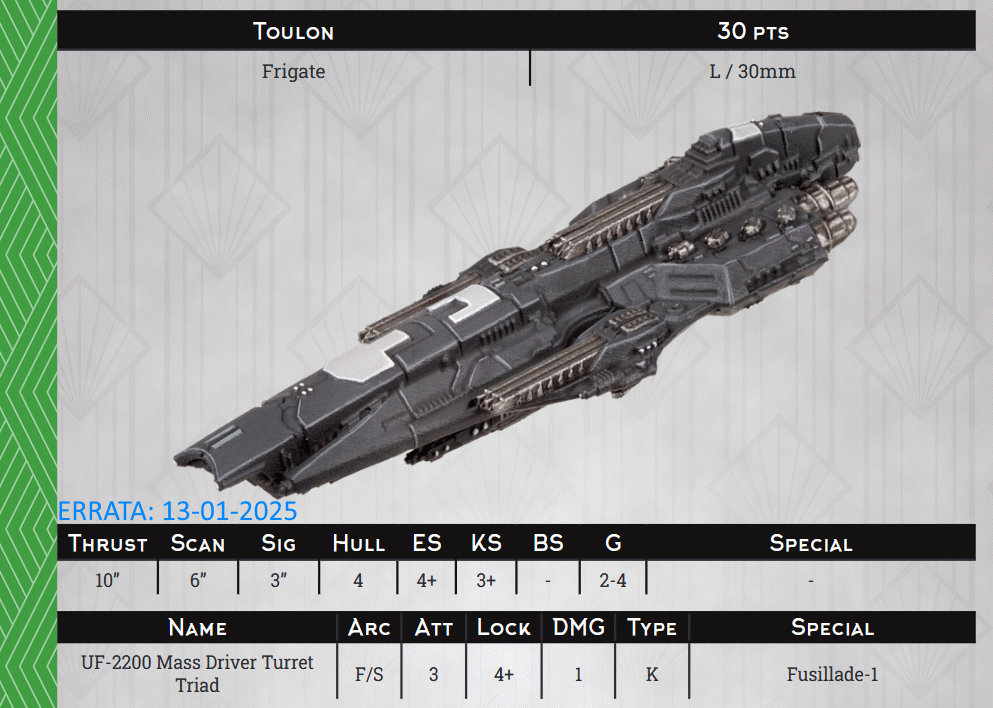 Toulon 30 pts
Frigate L / 30mm
ERRATA: 13-01-2025
Thrust Scan Sig Hull ES KS BS G Special
10" 6" 3" 4 4+ 3+ - 2-4 -
Name Arc Att Lock DMG Type Special
UF-2200 Mass Driver Turret
Triad F/S 3 4+ 1 K Fusillade-1